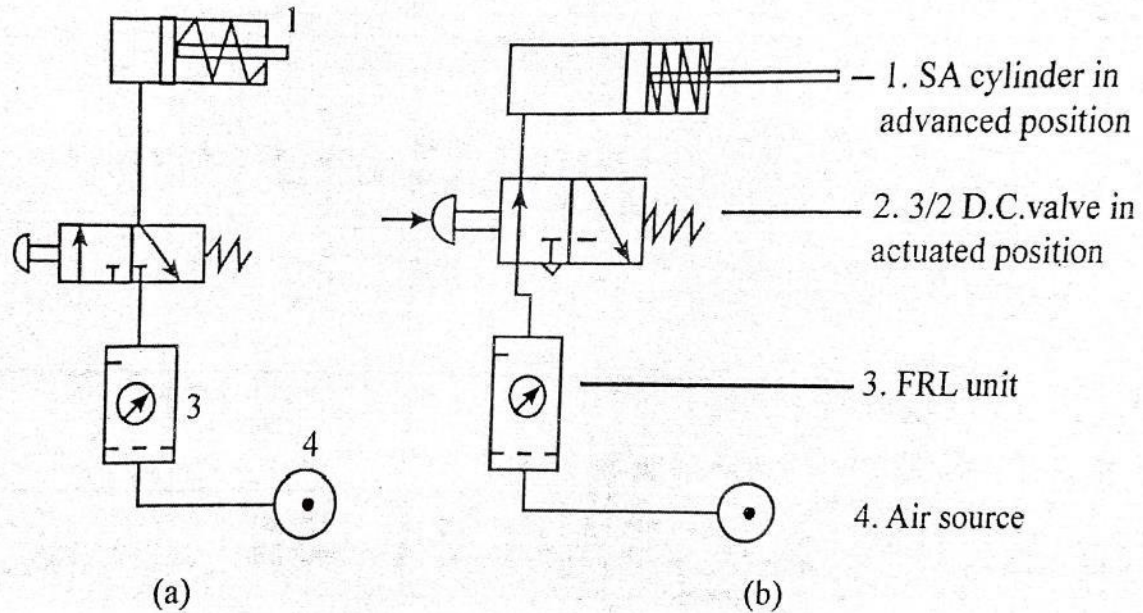 1
1. SA cylinder in
advanced position
2. 3/2 D.C.valve in
actuated position
3
3. FRL unit
4
4. Air source
(a)
(b)